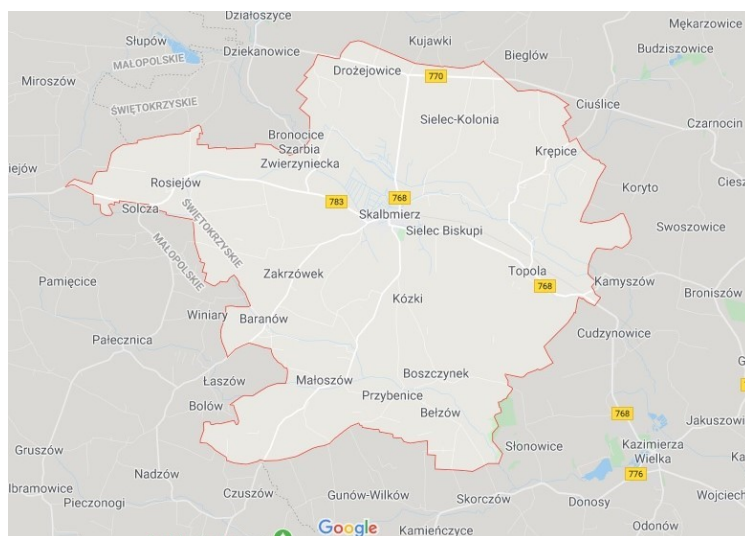 Działoszyce
Mękarzowice
Słupów
Kujawki
Dziekanowice
Bieglów
Budziszowice
MAŁOPOLSKIE
Drożejowice
770
Miroszów
ŚWIĘTOKRZYSKIE
Ciuślice
Sielec-Kolonia
Czarnocin
Bronocice
Szarbia
Zwierzyniecka
Krępice
iejów
Rosiejów
Koryto
Ciesz
783
768
Solcza
Skalbmierz
ŚWIĘTOKRZYSKIE
Sielec Biskupi
Swoszowice
MAŁOPOLSKIE
Zakrzówek
Topola
Pamięcice
768
Kamyszów
Kózki
Broniszów
Winiary
Baranów
Cudzynowice
Pałecznica
Łaszów
Małoszów
Boszczynek
Bolów
Przybenice
Bełzów
768
Jakuszowi
Gruszów
Słonowice
Kazimierza
Wielka
Nadzów
776
Ibramowice
Czuszów
Gunów-Wilków
Skorczów
Wojciech
Pieczonogi
Donosy
Google
Kamieńczyce
Odonów